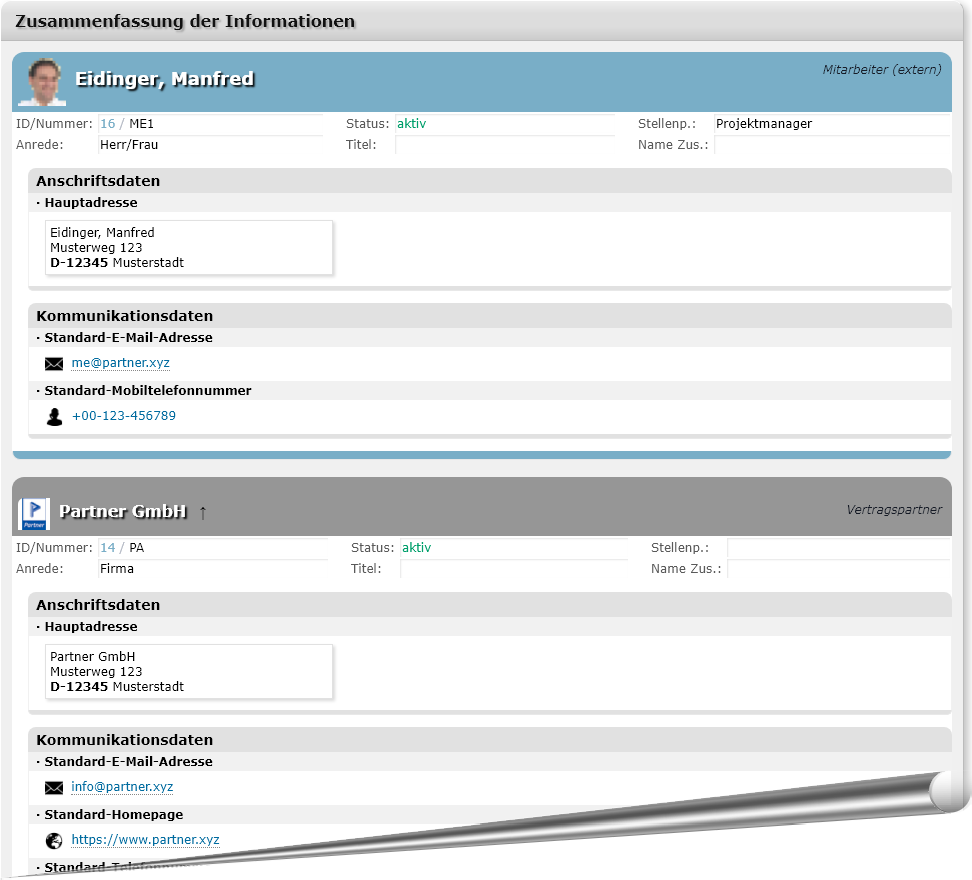 Zusammenfassung der Informationen
Eidinger, Manfred
Mitarbeiter (extern)
ID/Nummer: 16 / ME1 Status: aktiv Stellenp.: Projektmanager
Anrede: Herr/Frau Titel: Name Zus.:
Anschriftsdaten
· Hauptadresse
Eidinger, Manfred
Musterweg 123
D-12345 Musterstadt
Kommunikationsdaten
· Standard-E-Mail-Adresse
me@partner.xyz
· Standard-Mobiltelefonnummer
+00-123-456789
P
Partner
Partner GmbH ↑
Vertragspartner
ID/Nummer: 14 / PA Status: aktiv Stellenp.:
Anrede: Firma Titel: Name Zus.:
Anschriftsdaten
· Hauptadresse
Partner GmbH
Musterweg 123
D-12345 Musterstadt
Kommunikationsdaten
· Standard-E-Mail-Adresse
info@partner.xyz
· Standard-Homepage
https://www.partner.xyz